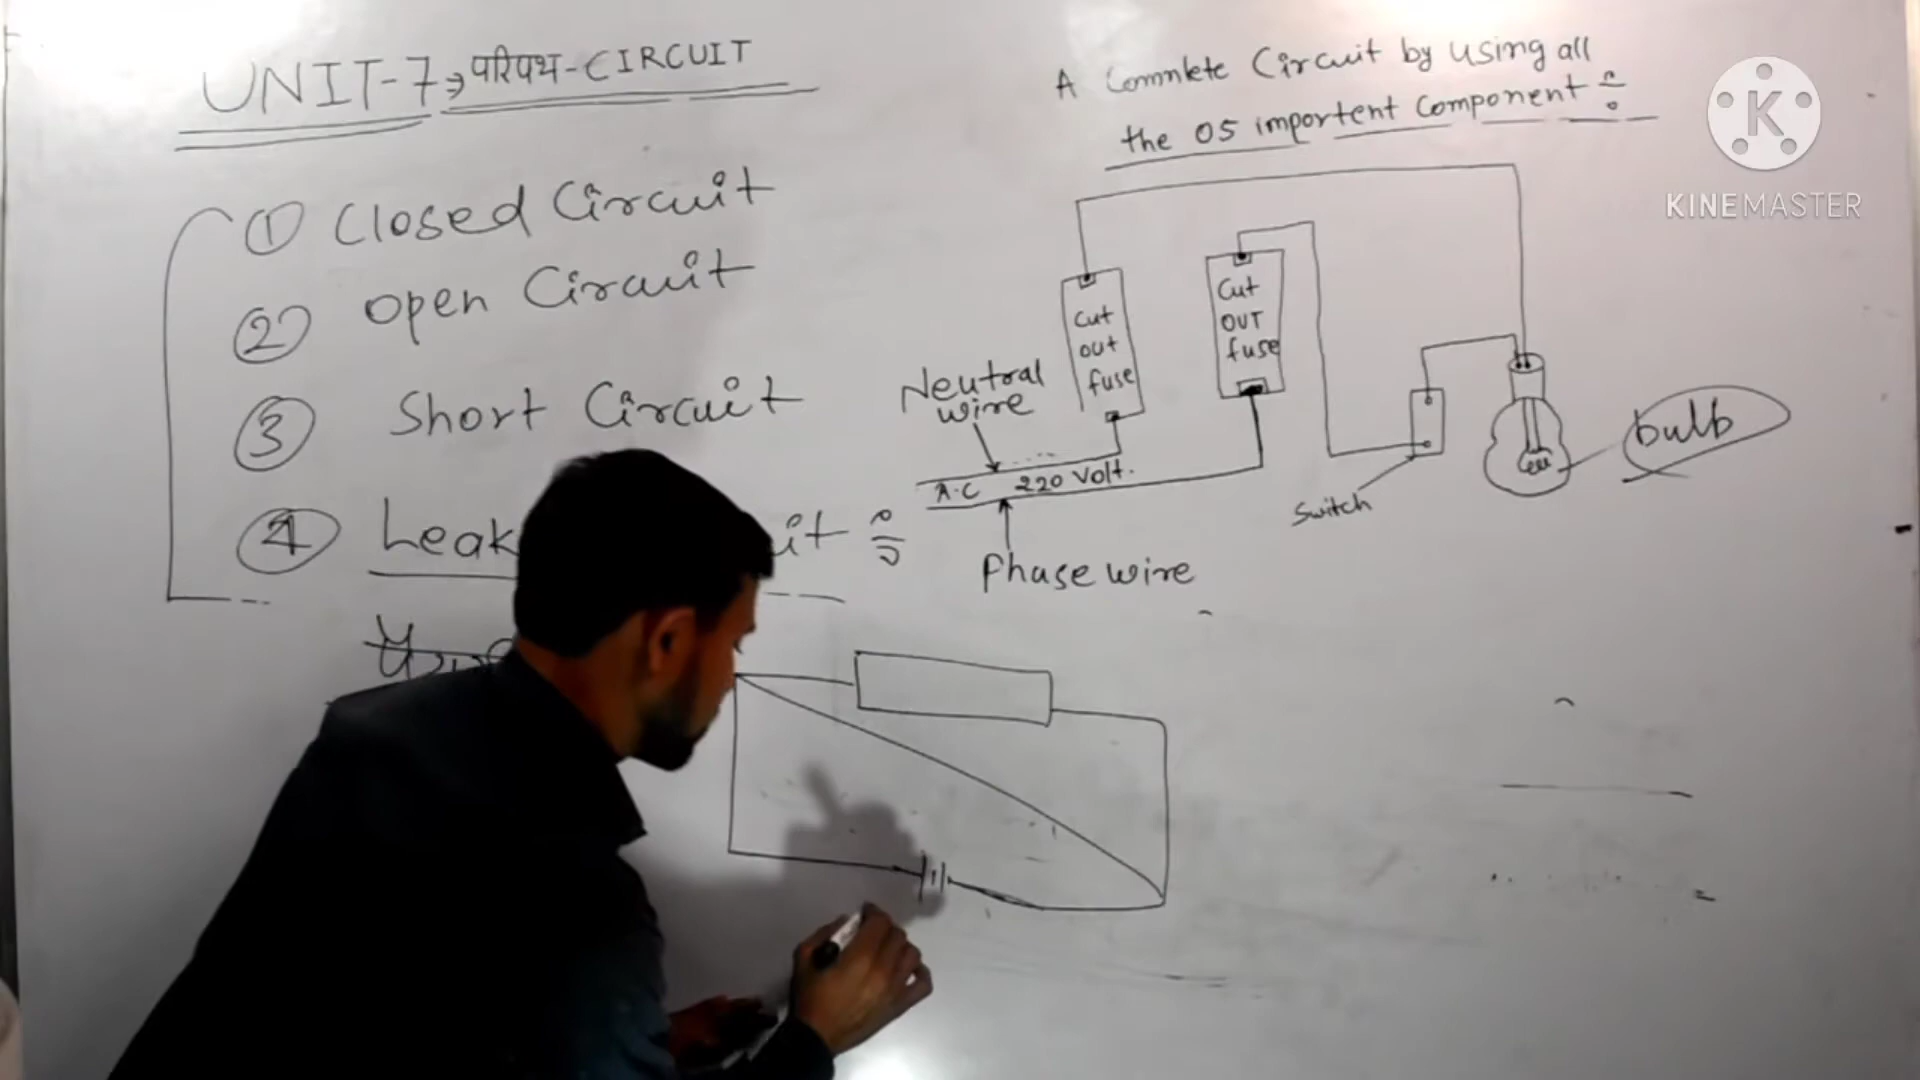 UNIT-7→ परिपथ-CIRCUIT
① Closed Circuit
② Open Circuit
③ Short Circuit
④ Leak
A Comnlete Circuit by using all
the 05 importent Component
Cut
out
fuse
Cut
OUT
fuse
Neutral
wire
A.C 220 Volt.
Phase wire
Switch
bulb
K
KINEMASTER